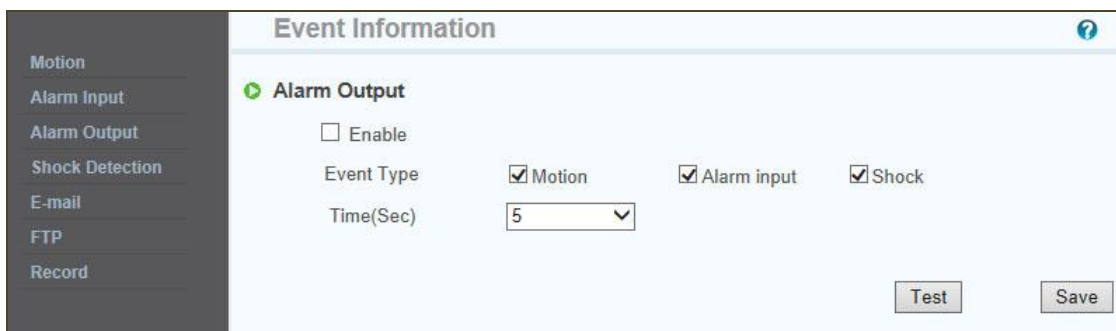 Event Information
?
Motion
Alarm Input
Alarm Output
Shock Detection
E-mail
FTP
Record
Alarm Output
Enable
Event Type Motion Alarm input Shock
Time(Sec) 5
Test Save